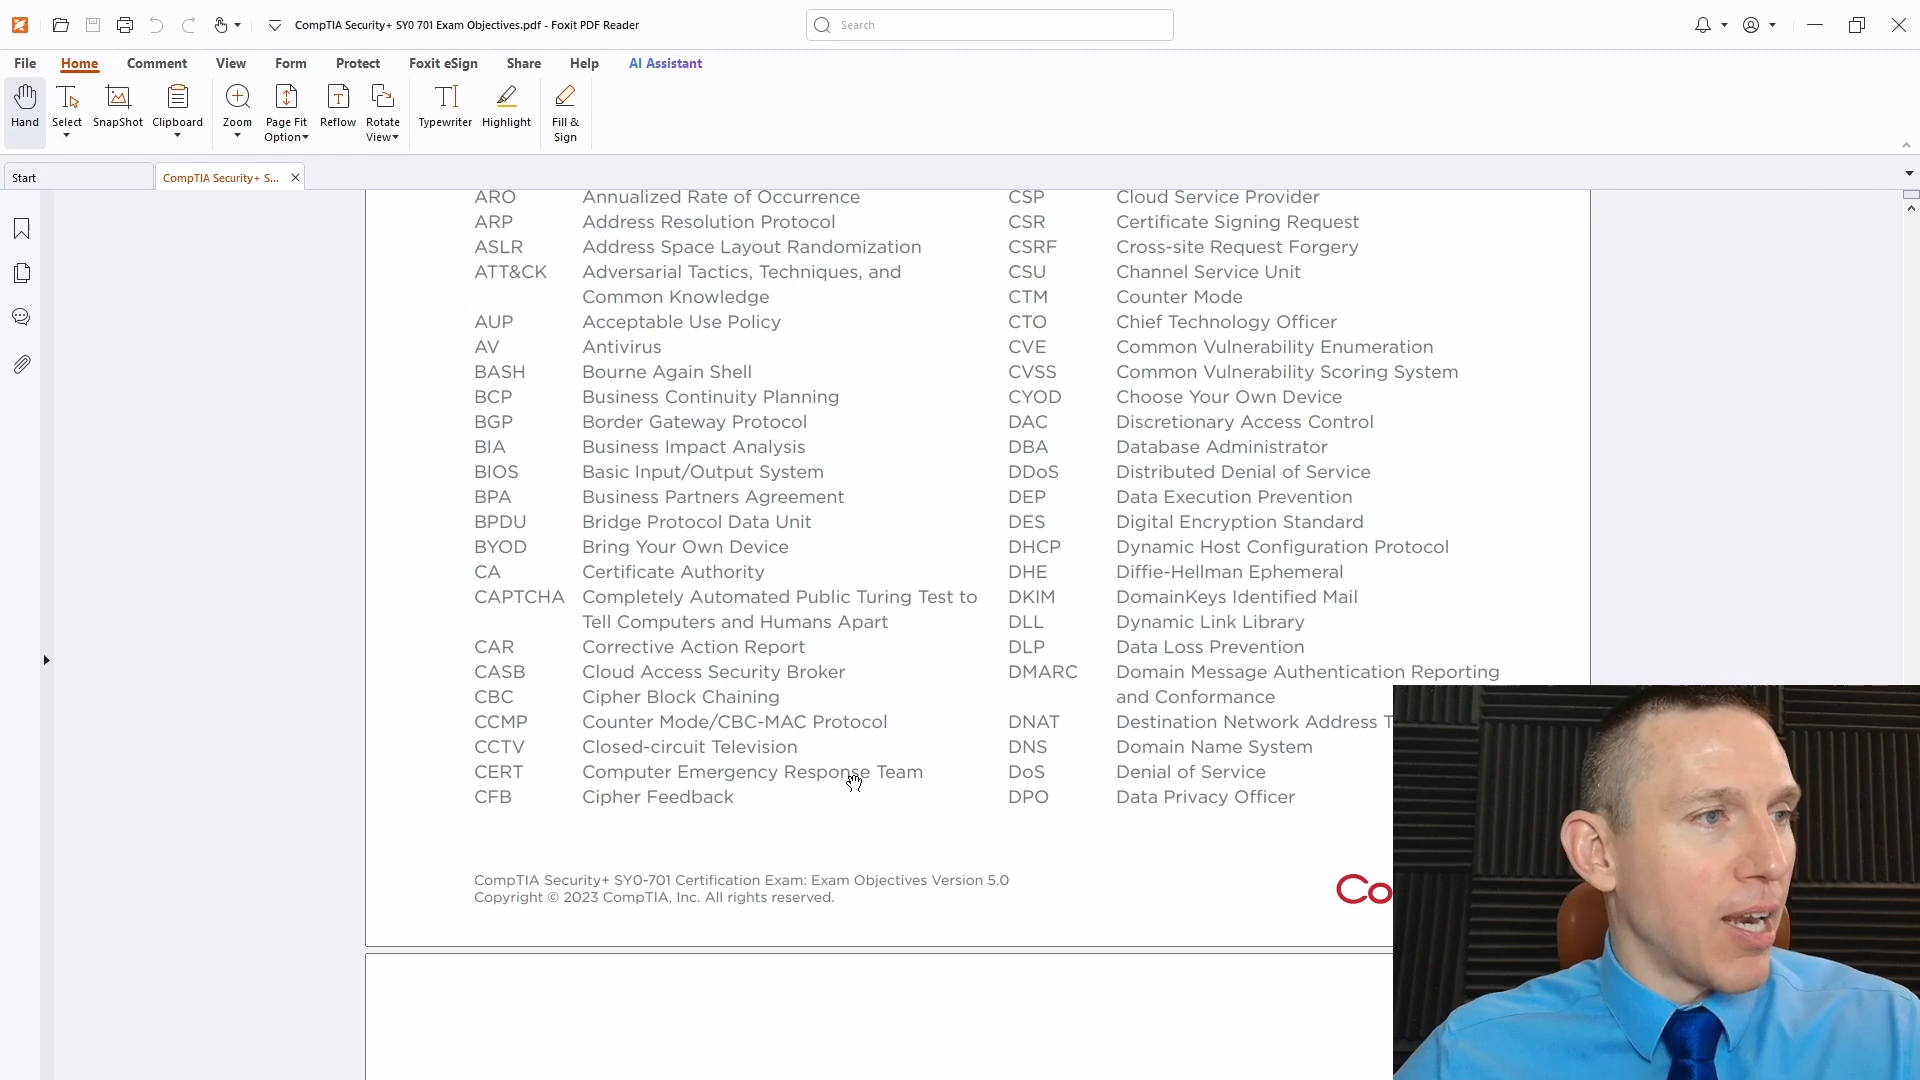 CompTIA Security+ SY0 701 Exam Objectives.pdf - Foxit PDF Reader
Search
File Home Comment View Form Protect Foxit eSign Share Help AI Assistant
Hand Select SnapShot Clipboard Zoom Page Fit Option Reflow Rotate View Typewriter Highlight Fill & Sign
Start CompTIA Security+ S...
ARO Annualized Rate of Occurrence
ARP Address Resolution Protocol
ASLR Address Space Layout Randomization
ATT&CK Adversarial Tactics, Techniques, and
Common Knowledge
AUP Acceptable Use Policy
AV Antivirus
BASH Bourne Again Shell
BCP Business Continuity Planning
BGP Border Gateway Protocol
BIA Business Impact Analysis
BIOS Basic Input/Output System
BPA Business Partners Agreement
BPDU Bridge Protocol Data Unit
BYOD Bring Your Own Device
CA Certificate Authority
CAPTCHA Completely Automated Public Turing Test to
Tell Computers and Humans Apart
CAR Corrective Action Report
CASB Cloud Access Security Broker
CBC Cipher Block Chaining
CCMP Counter Mode/CBC-MAC Protocol
CCTV Closed-circuit Television
CERT Computer Emergency Response Team
CFB Cipher Feedback
CSP Cloud Service Provider
CSR Certificate Signing Request
CSRF Cross-site Request Forgery
CSU Channel Service Unit
CTM Counter Mode
CTO Chief Technology Officer
CVE Common Vulnerability Enumeration
CVSS Common Vulnerability Scoring System
CYOD Choose Your Own Device
DAC Discretionary Access Control
DBA Database Administrator
DDoS Distributed Denial of Service
DEP Data Execution Prevention
DES Digital Encryption Standard
DHCP Dynamic Host Configuration Protocol
DHE Diffie-Hellman Ephemeral
DKIM DomainKeys Identified Mail
DLL Dynamic Link Library
DLP Data Loss Prevention
DMARC Domain Message Authentication Reporting
and Conformance
DNAT Destination Network Address T
DNS Domain Name System
DoS Denial of Service
DPO Data Privacy Officer
CompTIA Security+ SY0-701 Certification Exam: Exam Objectives Version 5.0
Copyright © 2023 CompTIA, Inc. All rights reserved.
Co